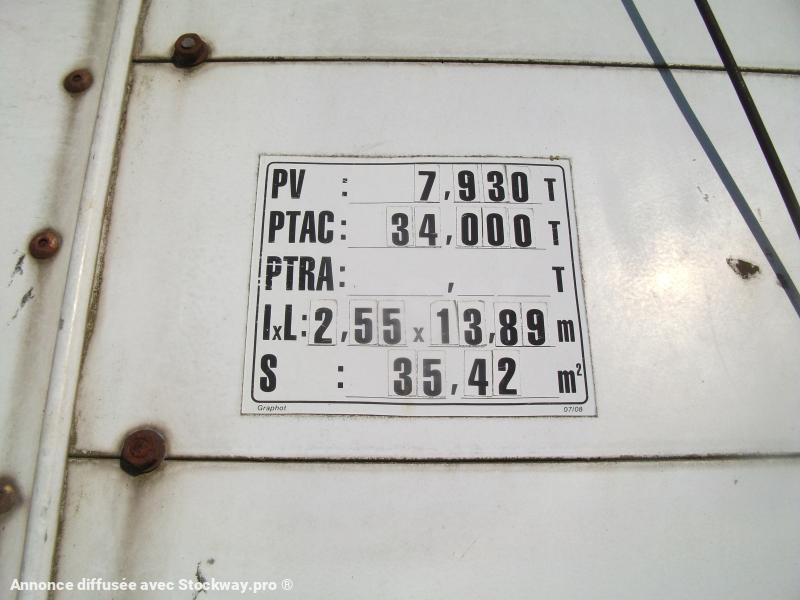 PV : 7,930 T
PTAC: 34,000 T
PTRA: , T
IxL: 2,55 x 13,89 m
S : 35,42 m²
Graphot 07/08
Annonce diffusée avec Stockway.pro ®